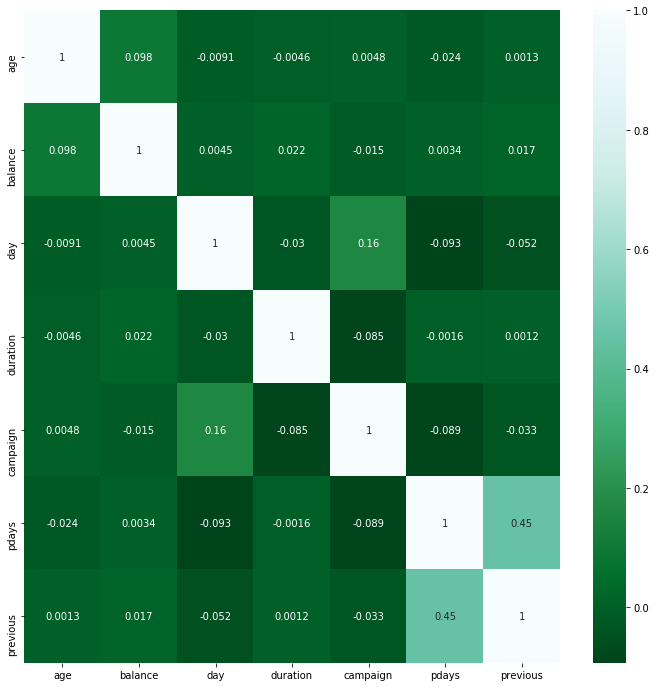 age 1 0.098 -0.0091 -0.0046 0.0048 -0.024 0.0013
balance 0.098 1 0.0045 0.022 -0.015 0.0034 0.017
day -0.0091 0.0045 1 -0.03 0.16 -0.093 -0.052
duration -0.0046 0.022 -0.03 1 -0.085 -0.0016 0.0012
campaign 0.0048 -0.015 0.16 -0.085 1 -0.089 -0.033
pdays -0.024 0.0034 -0.093 -0.0016 -0.089 1 0.45
previous 0.0013 0.017 -0.052 0.0012 -0.033 0.45 1
age balance day duration campaign pdays previous
1.0
0.8
0.6
0.4
0.2
0.0